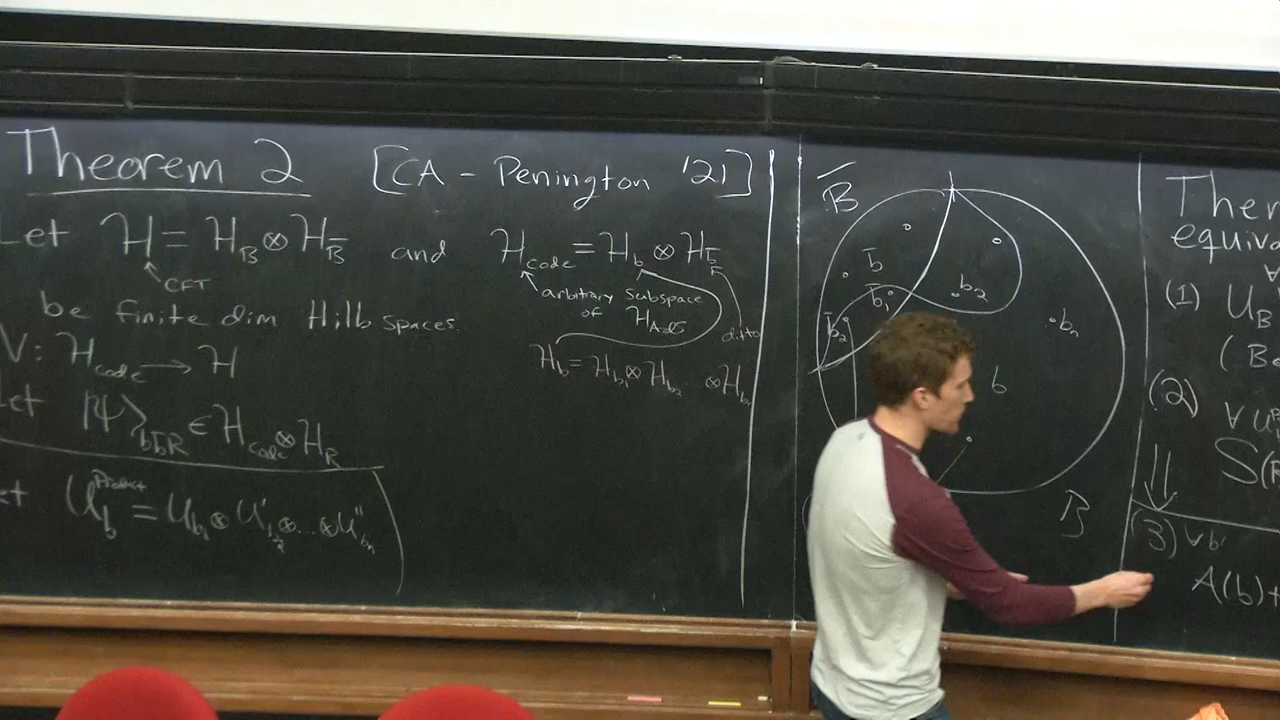 Theorem 2 [CA - Penington '21]
Let H = H_B ⊗ H_B̄ and H_code = H_b ⊗ H_b̄
CFT
arbitrary subspace
of
ditto
be finite dim Hilb spaces.
V: H_code → H
H_b = H_b₁ ⊗ H_b₂ ... ⊗ H_bₙ
Let |Ψ⟩_bb̄R ∈ H_code ⊗ H_R
Let U_b^Product = U_b₁ ⊗ U'_b₂ ⊗ ... ⊗ U''_bₙ
B̄
b̄
b̄₁
b₂
b̄₂
bₙ
b
B
Ther
equiva
∀
(1) U_B
(2) ∀ U
S(
⇓
(3) ∀b'
A(b) +